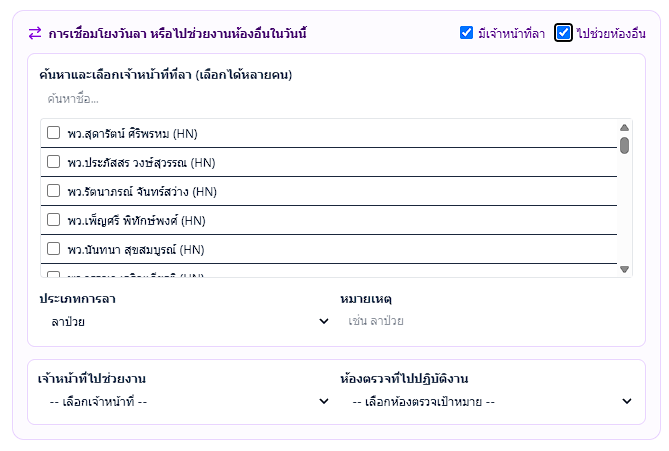 การเชื่อมโยงวันลา หรือไปช่วยงานห้องอื่นในวันนี้
มีเจ้าหน้าที่ลา
ไปช่วยห้องอื่น
ค้นหาและเลือกเจ้าหน้าที่ที่ลา (เลือกได้หลายคน)
ค้นหาชื่อ...
พว.สุดารัตน์ ศิริพรหม (HN)
พว.ประภัสสร วงษ์สุวรรณ (HN)
พว.รัตนาภรณ์ จันทร์สว่าง (HN)
พว.เพ็ญศรี พิทักษ์พงศ์ (HN)
พว.นันทนา สุขสมบูรณ์ (HN)
ประเภทการลา
หมายเหตุ
ลาป่วย
เช่น ลาป่วย
เจ้าหน้าที่ไปช่วยงาน
ห้องตรวจที่ไปปฏิบัติงาน
-- เลือกเจ้าหน้าที่ --
-- เลือกห้องตรวจเป้าหมาย --